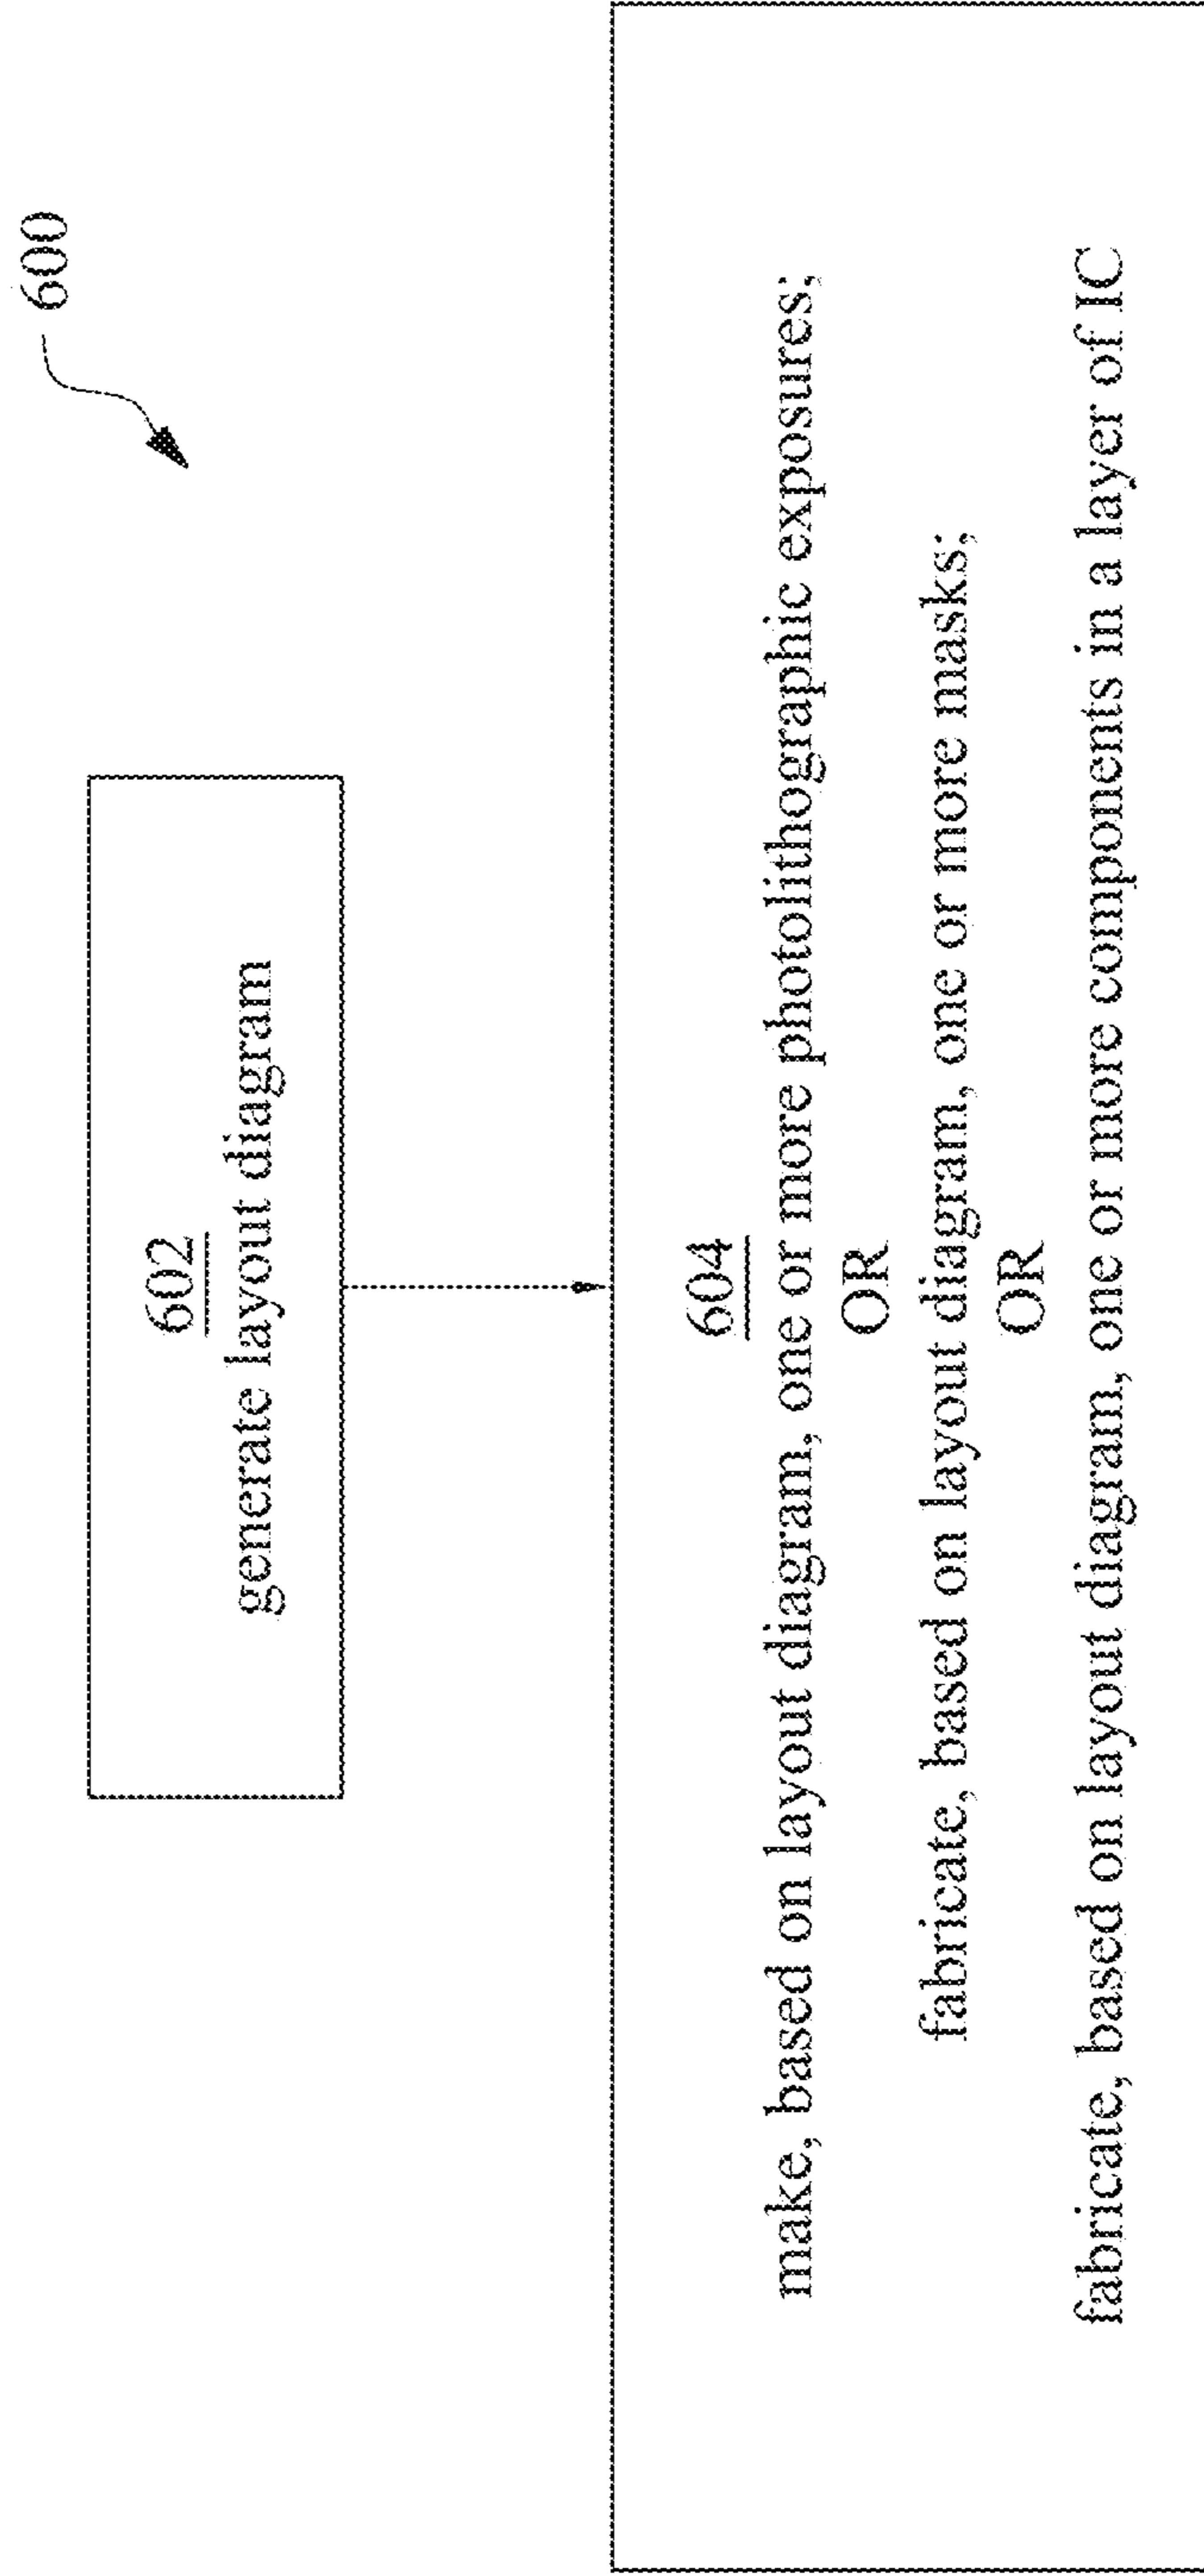 600
602
generate layout diagram
604
make, based on layout diagram, one or more photolithographic exposures;
OR
fabricate, based on layout diagram, one or more masks;
OR
fabricate, based on layout diagram, one or more components in a layer of IC